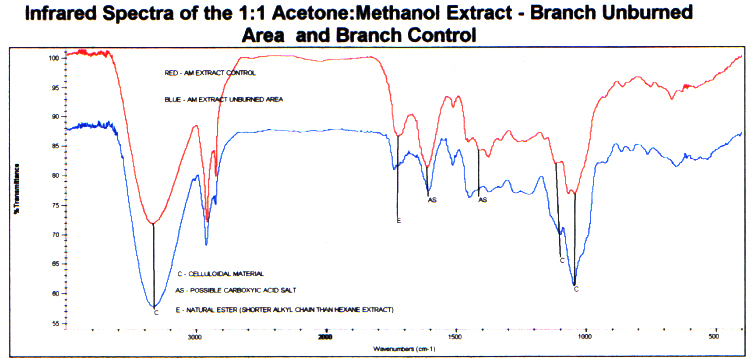 Infrared Spectra of the 1:1 Acetone:Methanol Extract - Branch Unburned
Area and Branch Control
RED - AM EXTRACT CONTROL
BLUE - AM EXTRACT UNBURNED AREA
C - CELLULOIDAL MATERIAL
AS - POSSIBLE CARBOXYIC ACID SALT
E - NATURAL ESTER (SHORTER ALKYL CHAIN THAN HEXANE EXTRACT)
%Transmittance
100
95
90
85
80
75
70
65
60
55
C
E
AS
AS
C
C
3000
2000
1500
1000
500
Wavenumbers (cm-1)